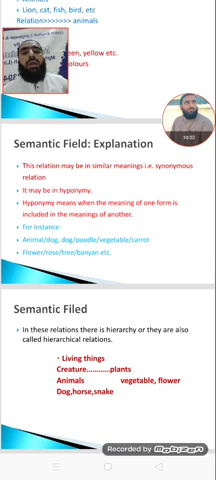 Animals
• Lion, cat, fish, bird, etc
Relation>>>>>>> animals
een, yellow etc.
olours
10:02
Semantic Field: Explanation
• This relation may be in similar meanings i.e. synonymous
relation
• It may be in hyponymy.
• Hyponymy means when the meaning of one form is
included in the meanings of another.
• For instance:
Animal/dog, dog/poodle/vegetable/carrot
Flower/rose/tree/banyan etc.
Semantic Filed
• In these relations there is hierarchy or they are also
called hierarchical relations.
• Living things
Creature...........plants
Animals vegetable, flower
Dog,horse,snake
Recorded by Mobizen